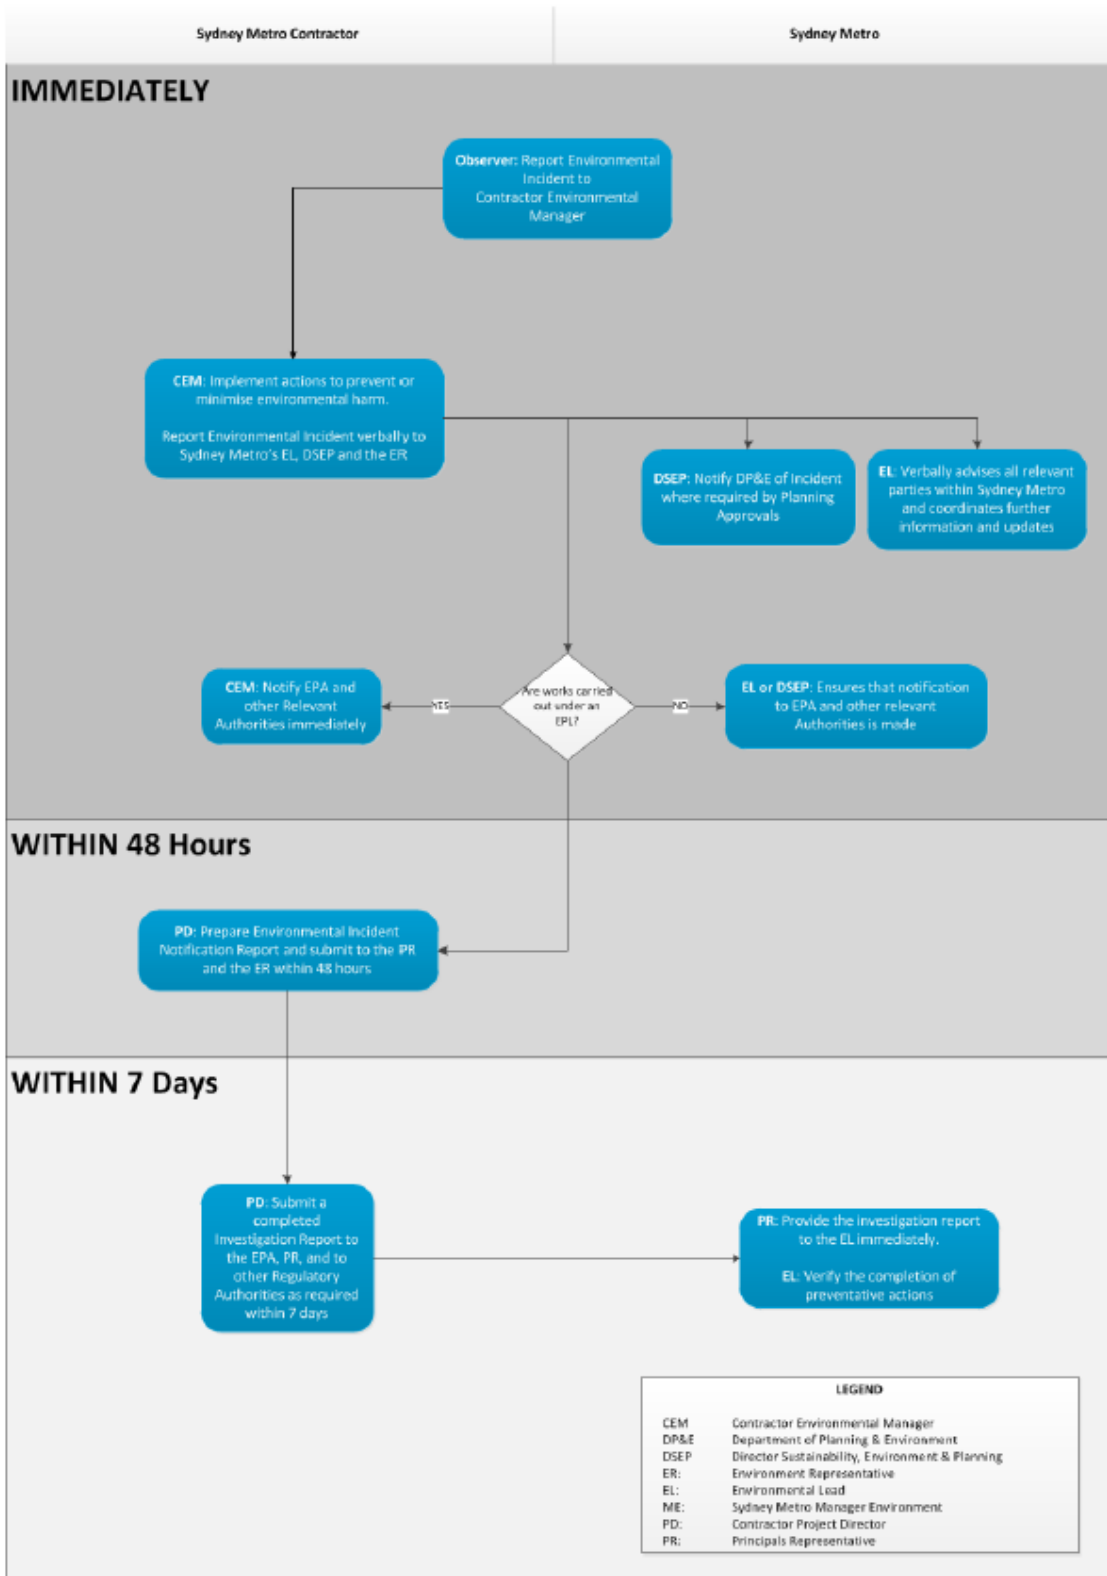 Sydney Metro Contractor
Sydney Metro
IMMEDIATELY
Observer: Report Environmental
Incident to
Contractor Environmental
Manager
CEM: Implement actions to prevent or
minimise environmental harm.
Report Environmental Incident verbally to
Sydney Metro's EL, DSEP and the ER
DSEP: Notify DP&E of Incident
where required by Planning
Approvals
EL: Verbally advises all relevant
parties within Sydney Metro
and coordinates further
information and updates
CEM: Notify EPA and
other Relevant
Authorities immediately
YES
Are works carried
out under an
EPL?
NO
EL or DSEP: Ensures that notification
to EPA and other relevant
Authorities is made
WITHIN 48 Hours
PD: Prepare Environmental Incident
Notification Report and submit to the PR
and the ER within 48 hours
WITHIN 7 Days
PD: Submit a
completed
Investigation Report to
the EPA, PR, and to
other Regulatory
Authorities as required
within 7 days
PR: Provide the investigation report
to the EL immediately.
EL: Verify the completion of
preventative actions
LEGEND
CEM Contractor Environmental Manager
DP&E Department of Planning & Environment
DSEP Director Sustainability, Environment & Planning
ER: Environment Representative
EL: Environmental Lead
ME: Sydney Metro Manager Environment
PD: Contractor Project Director
PR: Principals Representative